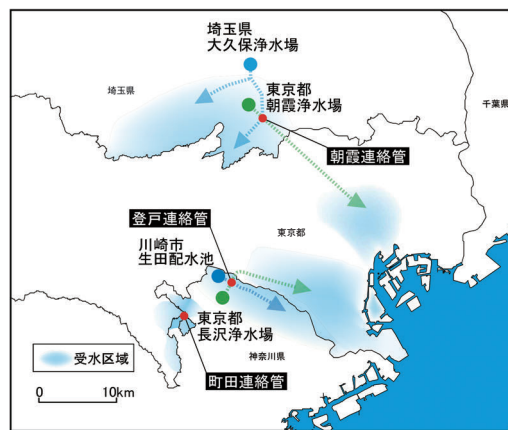 埼玉県
大久保浄水場
埼玉県
東京都
朝霞浄水場
千葉県
朝霞連絡管
登戸連絡管
東京都
川崎市
生田配水池
東京都
長沢浄水場
神奈川県
町田連絡管
受水区域
0 10km